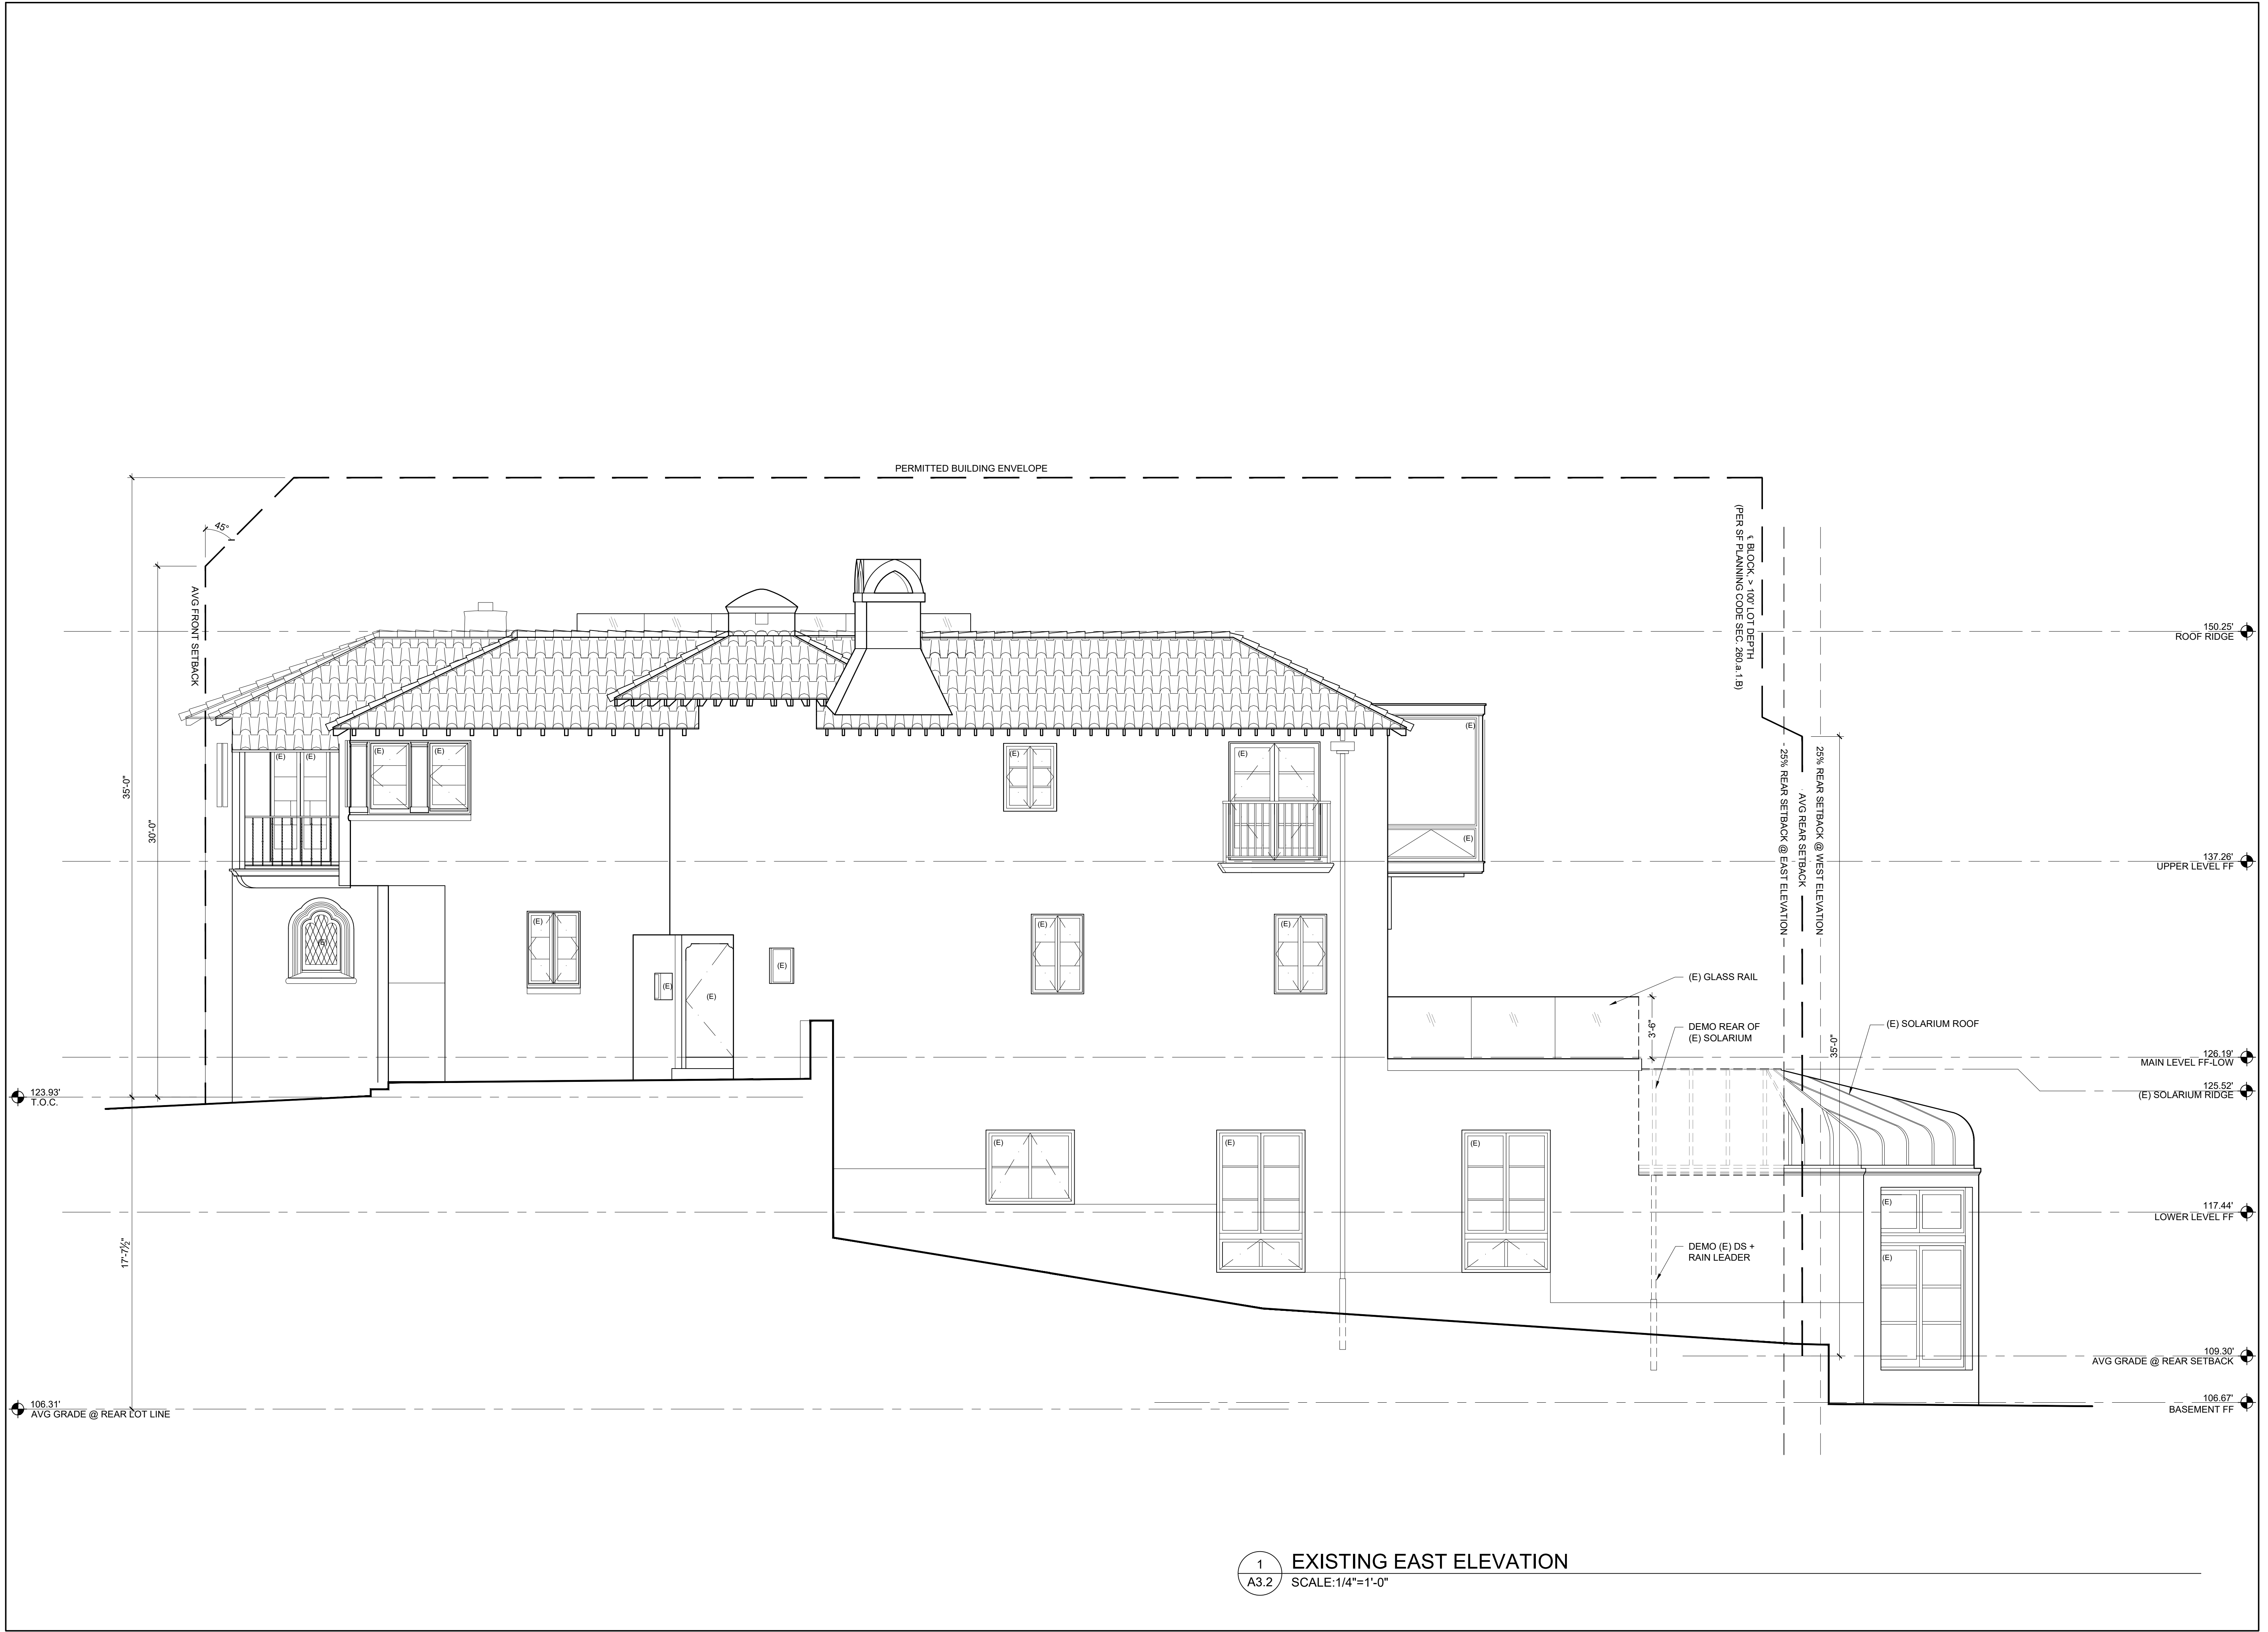 PERMITTED BUILDING ENVELOPE
45°
AVG FRONT SETBACK
35'-0"
30'-0"
17'-7½"
℄ BLOCK, > 100' LOT DEPTH
(PER SF PLANNING CODE SEC. 260.a.1.B)
25% REAR SETBACK @ EAST ELEVATION
AVG REAR SETBACK
25% REAR SETBACK @ WEST ELEVATION
35'-0"
150.25'
ROOF RIDGE
(E)
(E)
(E)
(E)
(E)
(E)
(E)
(E)
137.26'
UPPER LEVEL FF
(E)
(E)
(E)
(E)
(E)
(E)
(E)
(E) GLASS RAIL
3'-6"
DEMO REAR OF
(E) SOLARIUM
(E) SOLARIUM ROOF
126.19'
MAIN LEVEL FF-LOW
125.52'
(E) SOLARIUM RIDGE
123.93'
T.O.C.
(E)
(E)
(E)
(E)
(E)
117.44'
LOWER LEVEL FF
DEMO (E) DS +
RAIN LEADER
109.30'
AVG GRADE @ REAR SETBACK
106.31'
AVG GRADE @ REAR LOT LINE
106.67'
BASEMENT FF
1
A3.2
EXISTING EAST ELEVATION
SCALE:1/4"=1'-0"